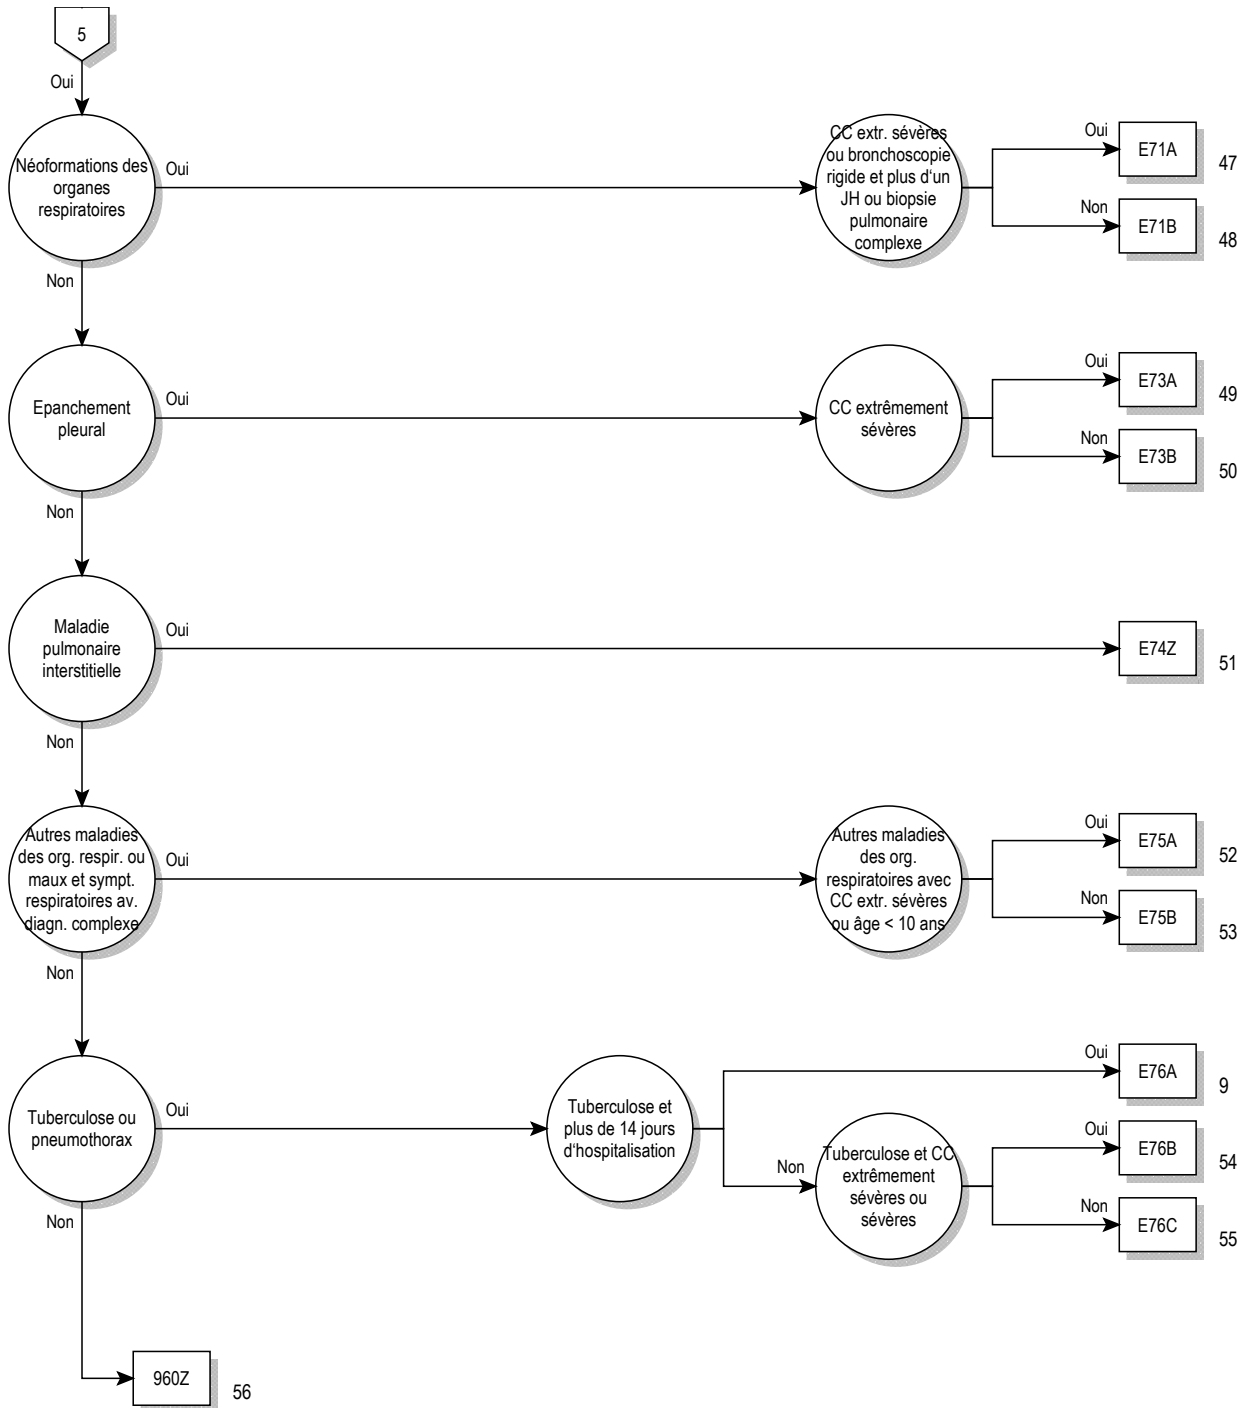 5
Oui
Néoformations des
organes
respiratoires
Oui
CC extr. sévères
ou bronchoscopie
rigide et plus d‘un
JH ou biopsie
pulmonaire
complexe
Oui
E71A
47
Non
E71B
48
Non
Epanchement
pleural
Oui
CC extrêmement
sévères
Oui
E73A
49
Non
E73B
50
Non
Maladie
pulmonaire
interstitielle
Oui
E74Z
51
Non
Autres maladies
des org. respir. ou
maux et sympt.
respiratoires av.
diagn. complexe
Oui
Autres maladies
des org.
respiratoires avec
CC extr. sévères
ou âge < 10 ans
Oui
E75A
52
Non
E75B
53
Non
Tuberculose ou
pneumothorax
Oui
Tuberculose et
plus de 14 jours
d‘hospitalisation
Oui
E76A
9
Non
Tuberculose et CC
extrêmement
sévères ou
sévères
Oui
E76B
54
Non
E76C
55
Non
960Z
56